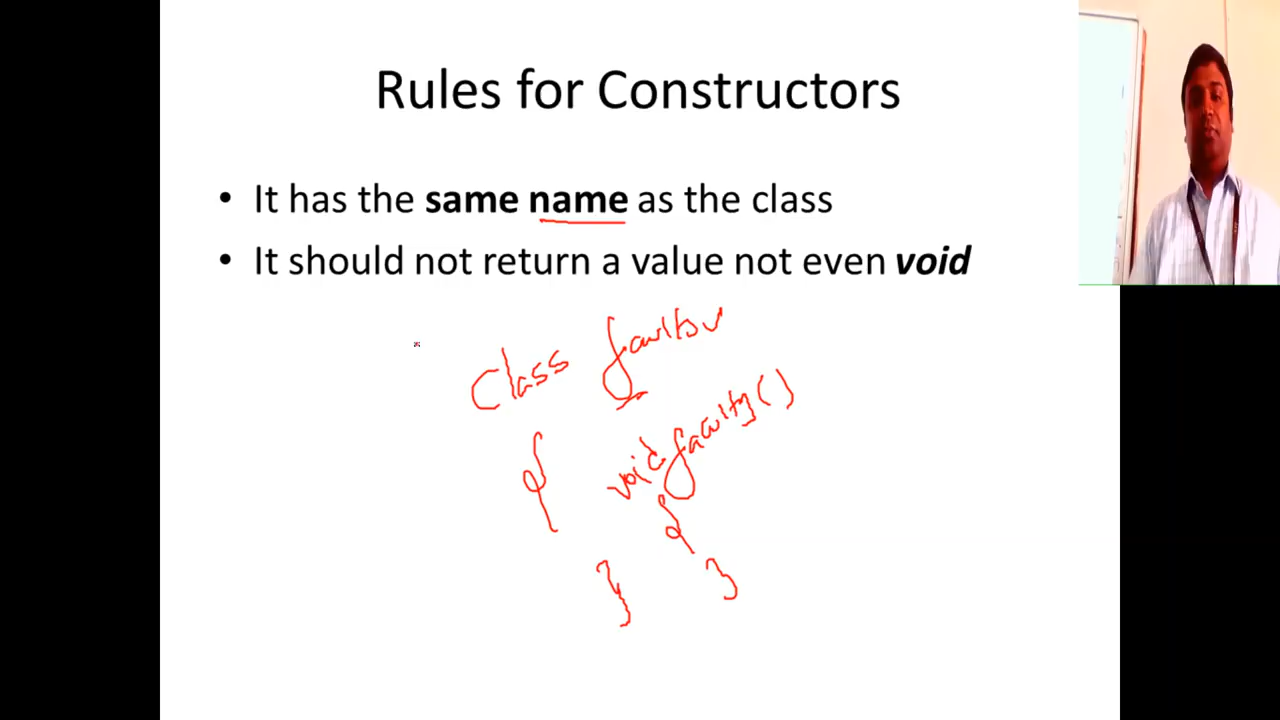 Rules for Constructors
• It has the same name as the class
• It should not return a value not even void
Class
{ void faculty()
{
} }